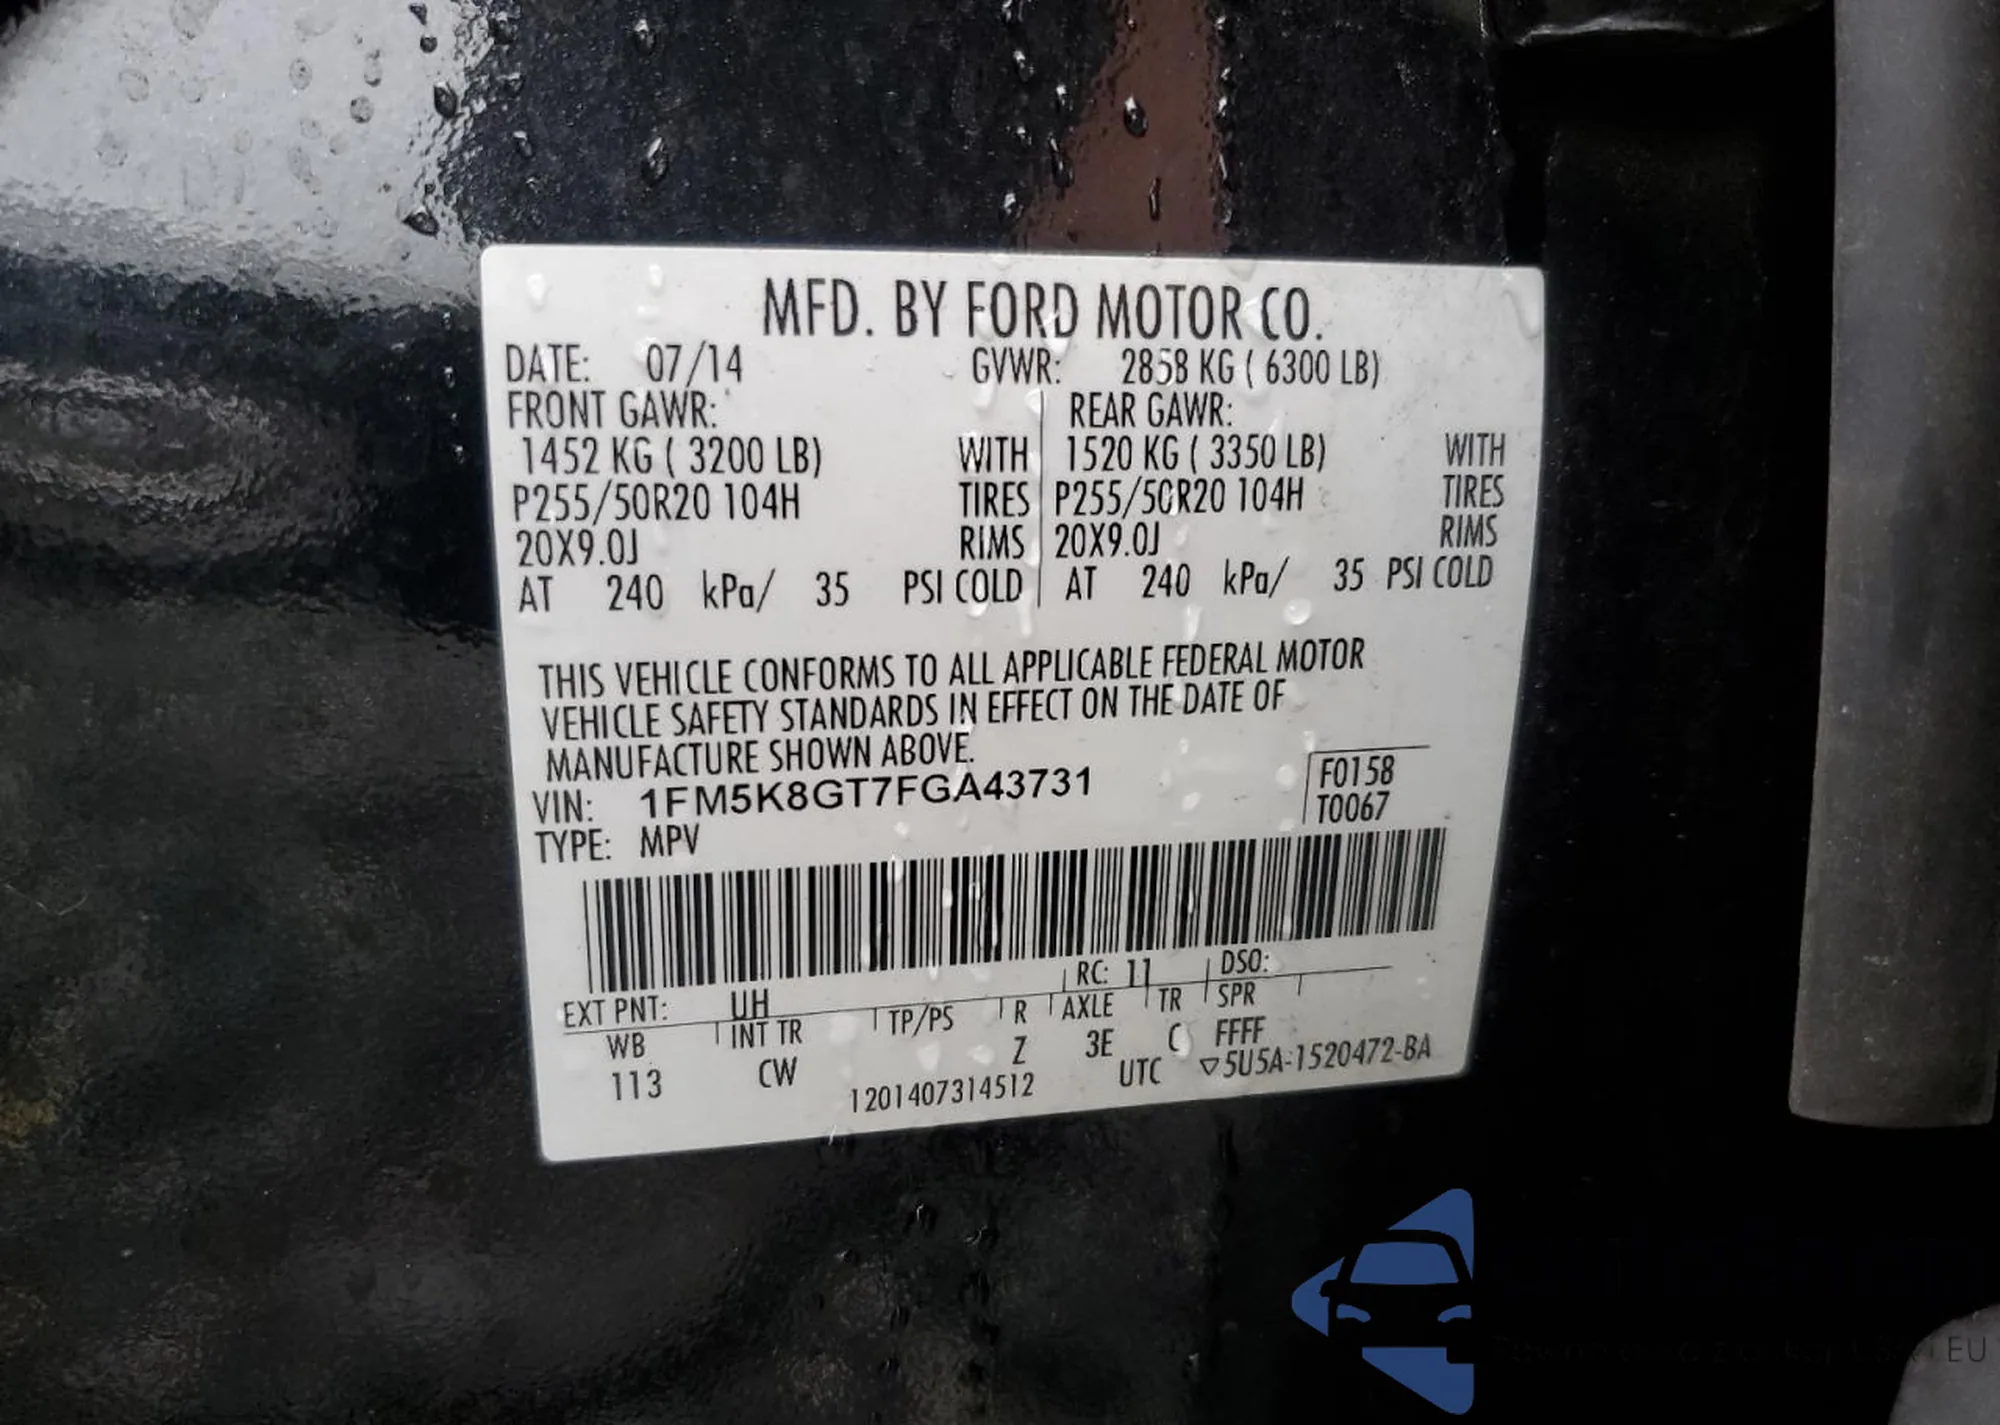 MFD. BY FORD MOTOR CO.
DATE: 07/14 GVWR: 2858 KG ( 6300 LB)
FRONT GAWR: REAR GAWR:
1452 KG ( 3200 LB) WITH 1520 KG ( 3350 LB) WITH
P255/50R20 104H TIRES P255/50R20 104H TIRES
20X9.0J RIMS 20X9.0J RIMS
AT 240 kPa/ 35 PSI COLD AT 240 kPa/ 35 PSI COLD
THIS VEHICLE CONFORMS TO ALL APPLICABLE FEDERAL MOTOR
VEHICLE SAFETY STANDARDS IN EFFECT ON THE DATE OF
MANUFACTURE SHOWN ABOVE.
VIN: 1FM5K8GT7FGA43731 F0158
TYPE: MPV T0067
RC: 11 DSO:
EXT PNT: UH
WB INT TR TP/PS R AXLE TR SPR
113 CW Z 3E C FFFF
1201407314512 UTC ▽5U5A-1520472-BA
EU